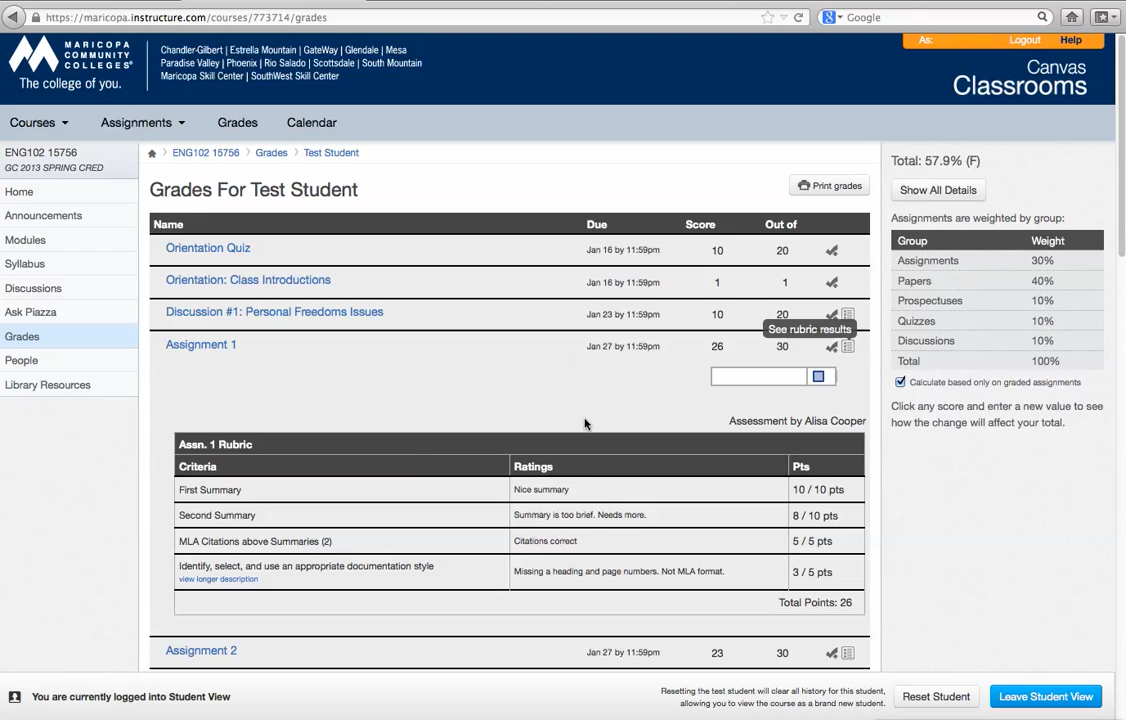 https://maricopa.instructure.com/courses/773714/grades
Google
MARICOPA
COMMUNITY
COLLEGES®
The college of you.
Chandler-Gilbert | Estrella Mountain | GateWay | Glendale | Mesa
Paradise Valley | Phoenix | Rio Salado | Scottsdale | South Mountain
Maricopa Skill Center | SouthWest Skill Center
As: Logout Help
Canvas
Classrooms
Courses Assignments Grades Calendar
ENG102 15756
GC 2013 SPRING CRED
Home
Announcements
Modules
Syllabus
Discussions
Ask Piazza
Grades
People
Library Resources
ENG102 15756 Grades Test Student
Grades For Test Student
Print grades
Name Due Score Out of
Orientation Quiz Jan 16 by 11:59pm 10 20
Orientation: Class Introductions Jan 16 by 11:59pm 1 1
Discussion #1: Personal Freedoms Issues Jan 23 by 11:59pm 10 20
See rubric results
Assignment 1 Jan 27 by 11:59pm 26 30
Assessment by Alisa Cooper
Assn. 1 Rubric
Criteria Ratings Pts
First Summary Nice summary 10 / 10 pts
Second Summary Summary is too brief. Needs more. 8 / 10 pts
MLA Citations above Summaries (2) Citations correct 5 / 5 pts
Identify, select, and use an appropriate documentation style Missing a heading and page numbers. Not MLA format. 3 / 5 pts
view longer description
Total Points: 26
Assignment 2 Jan 27 by 11:59pm 23 30
Total: 57.9% (F)
Show All Details
Assignments are weighted by group:
Group Weight
Assignments 30%
Papers 40%
Prospectuses 10%
Quizzes 10%
Discussions 10%
Total 100%
Calculate based only on graded assignments
Click any score and enter a new value to see
how the change will affect your total.
You are currently logged into Student View
Resetting the test student will clear all history for this student,
allowing you to view the course as a brand new student.
Reset Student
Leave Student View